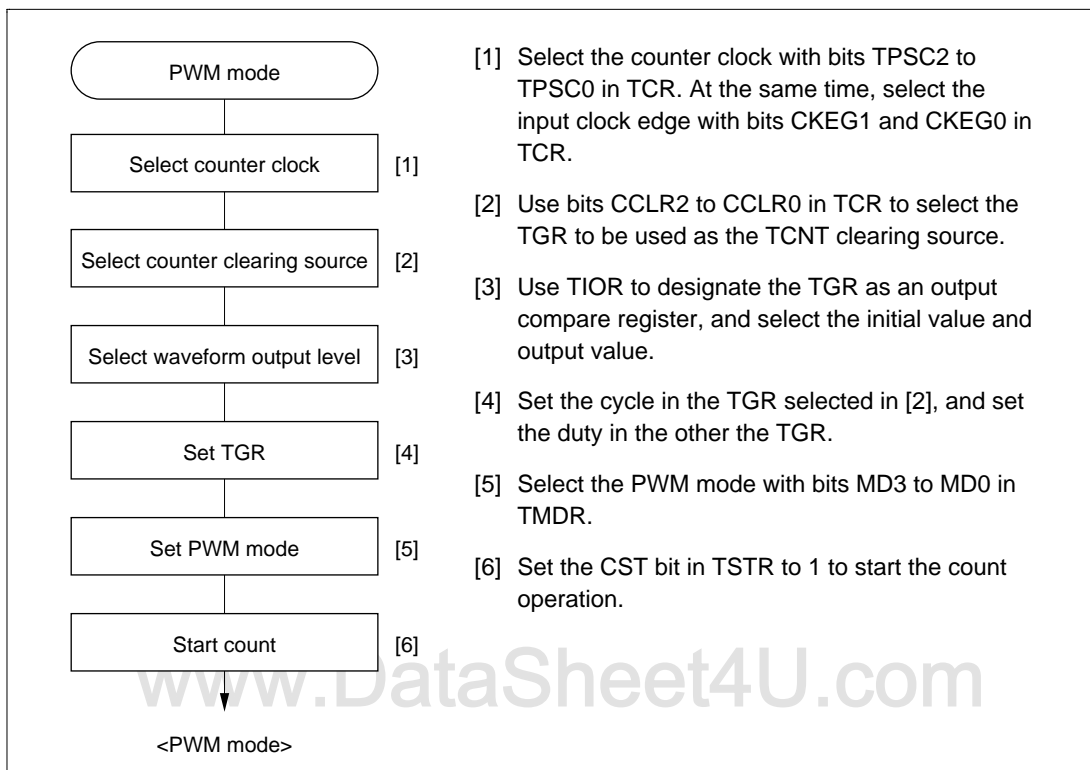 PWM mode
Select counter clock
[1]
Select counter clearing source
[2]
Select waveform output level
[3]
Set TGR
[4]
Set PWM mode
[5]
Start count
[6]
<PWM mode>
[1] Select the counter clock with bits TPSC2 to
TPSC0 in TCR. At the same time, select the
input clock edge with bits CKEG1 and CKEG0 in
TCR.
[2] Use bits CCLR2 to CCLR0 in TCR to select the
TGR to be used as the TCNT clearing source.
[3] Use TIOR to designate the TGR as an output
compare register, and select the initial value and
output value.
[4] Set the cycle in the TGR selected in [2], and set
the duty in the other the TGR.
[5] Select the PWM mode with bits MD3 to MD0 in
TMDR.
[6] Set the CST bit in TSTR to 1 to start the count
operation.
www.DataSheet4U.com